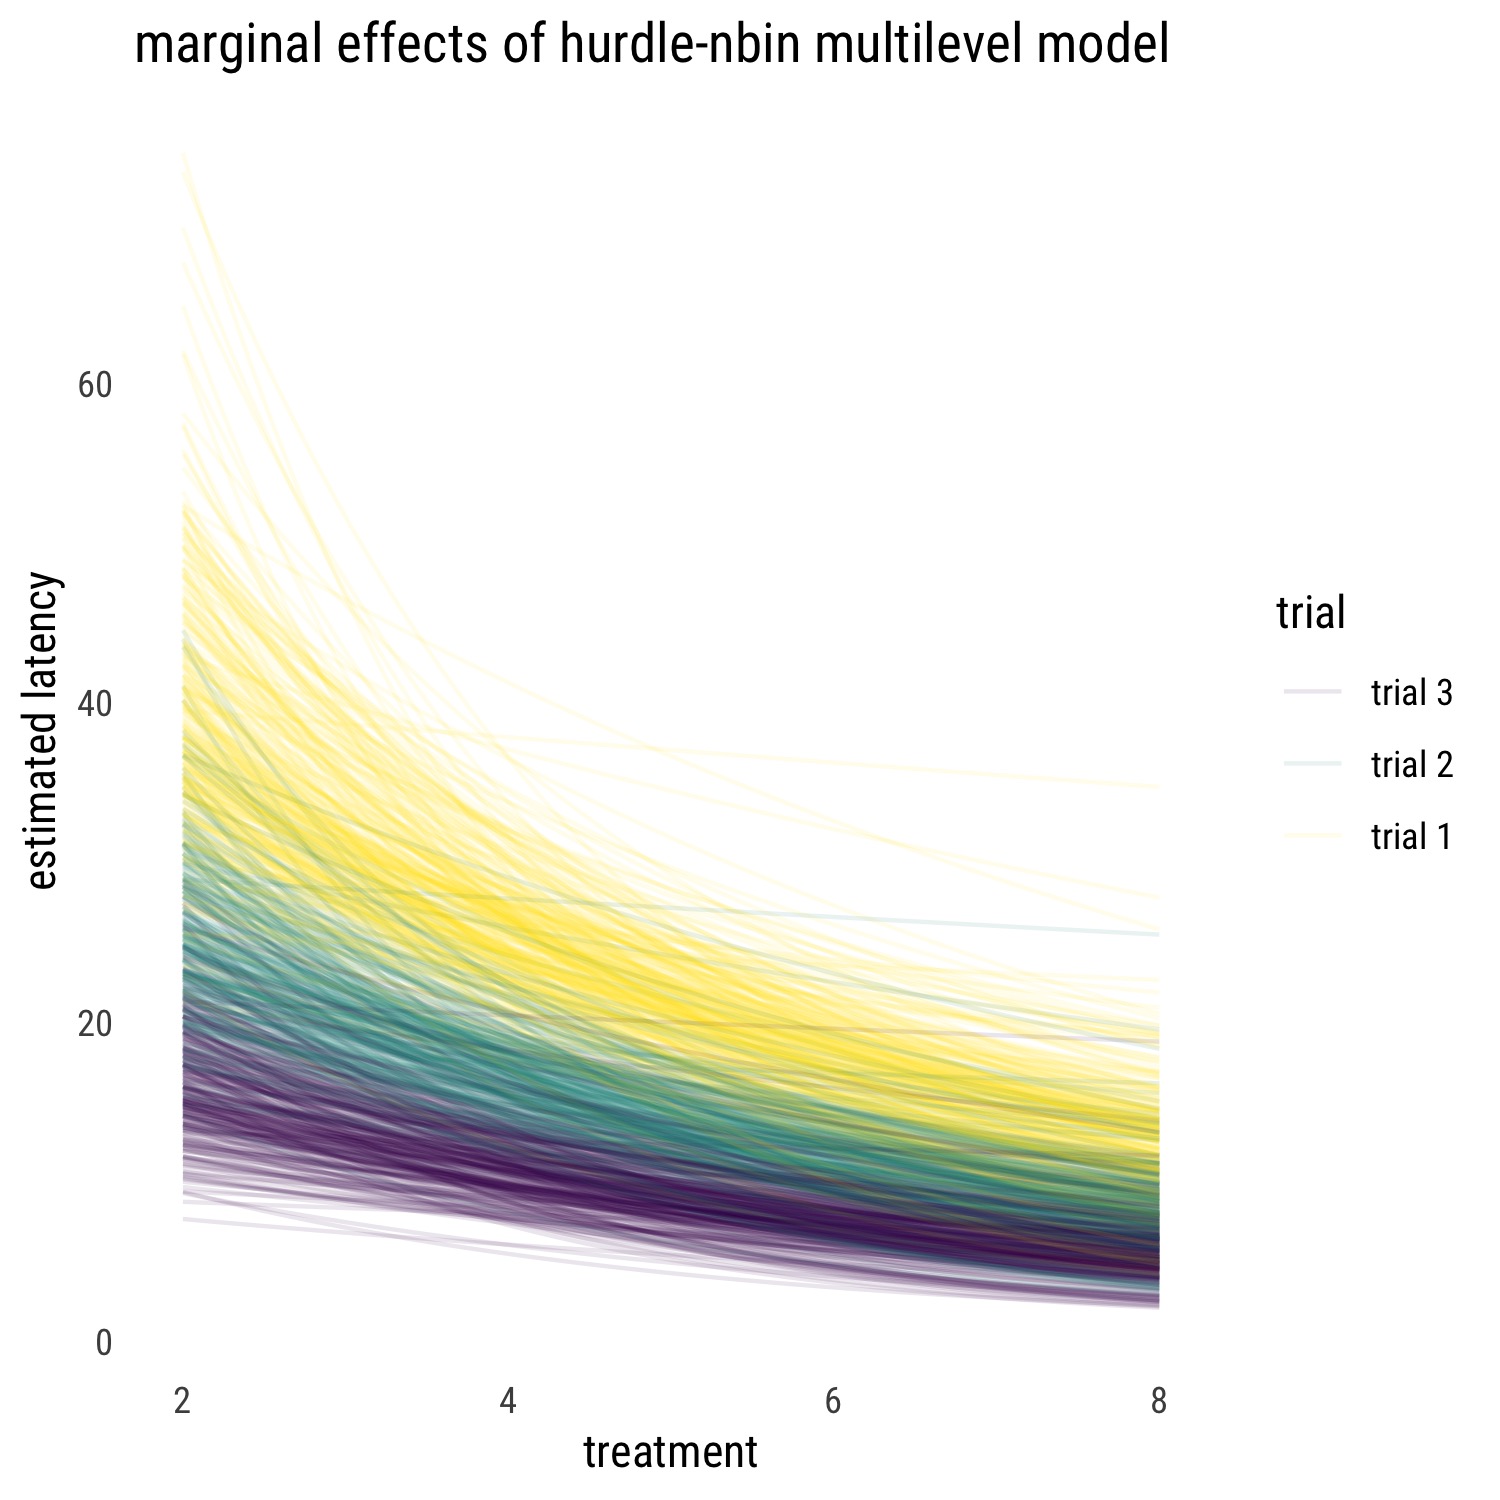 marginal effects of hurdle-nbin multilevel model
estimated latency
60
40
20
0
2 4 6 8
treatment
trial
trial 3
trial 2
trial 1